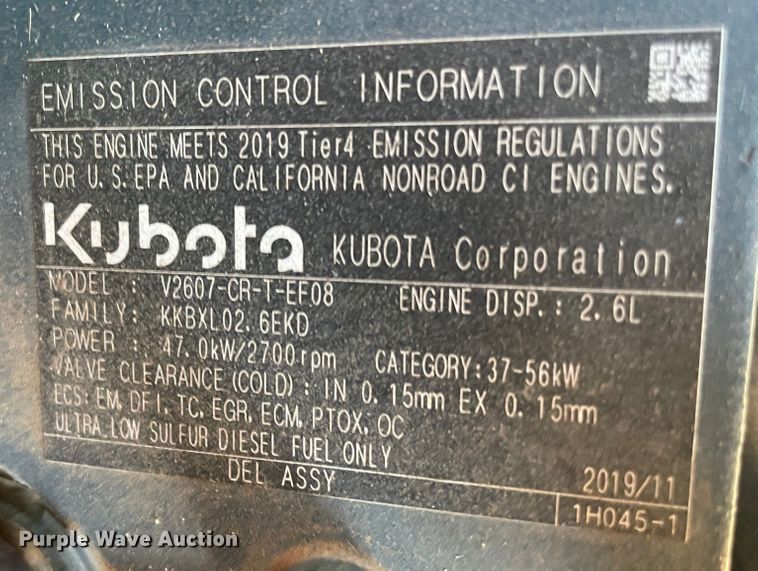 EMISSION CONTROL INFORMATION
THIS ENGINE MEETS 2019 Tier4 EMISSION REGULATIONS
FOR U.S.EPA AND CALIFORNIA NONROAD CI ENGINES.
Kubota KUBOTA Corporation
MODEL : V2607-CR-T-EF08 ENGINE DISP.: 2.6L
FAMILY: KKBXL02.6EKD
POWER : 47.0kW/2700rpm CATEGORY:37-56kW
VALVE CLEARANCE(COLD): IN 0.15mm EX 0.15mm
ECS:EM,DFI,TC,EGR,ECM,PTOX,OC
ULTRA LOW SULFUR DIESEL FUEL ONLY
DEL ASSY 2019/11
1H045-1
Purple Wave Auction